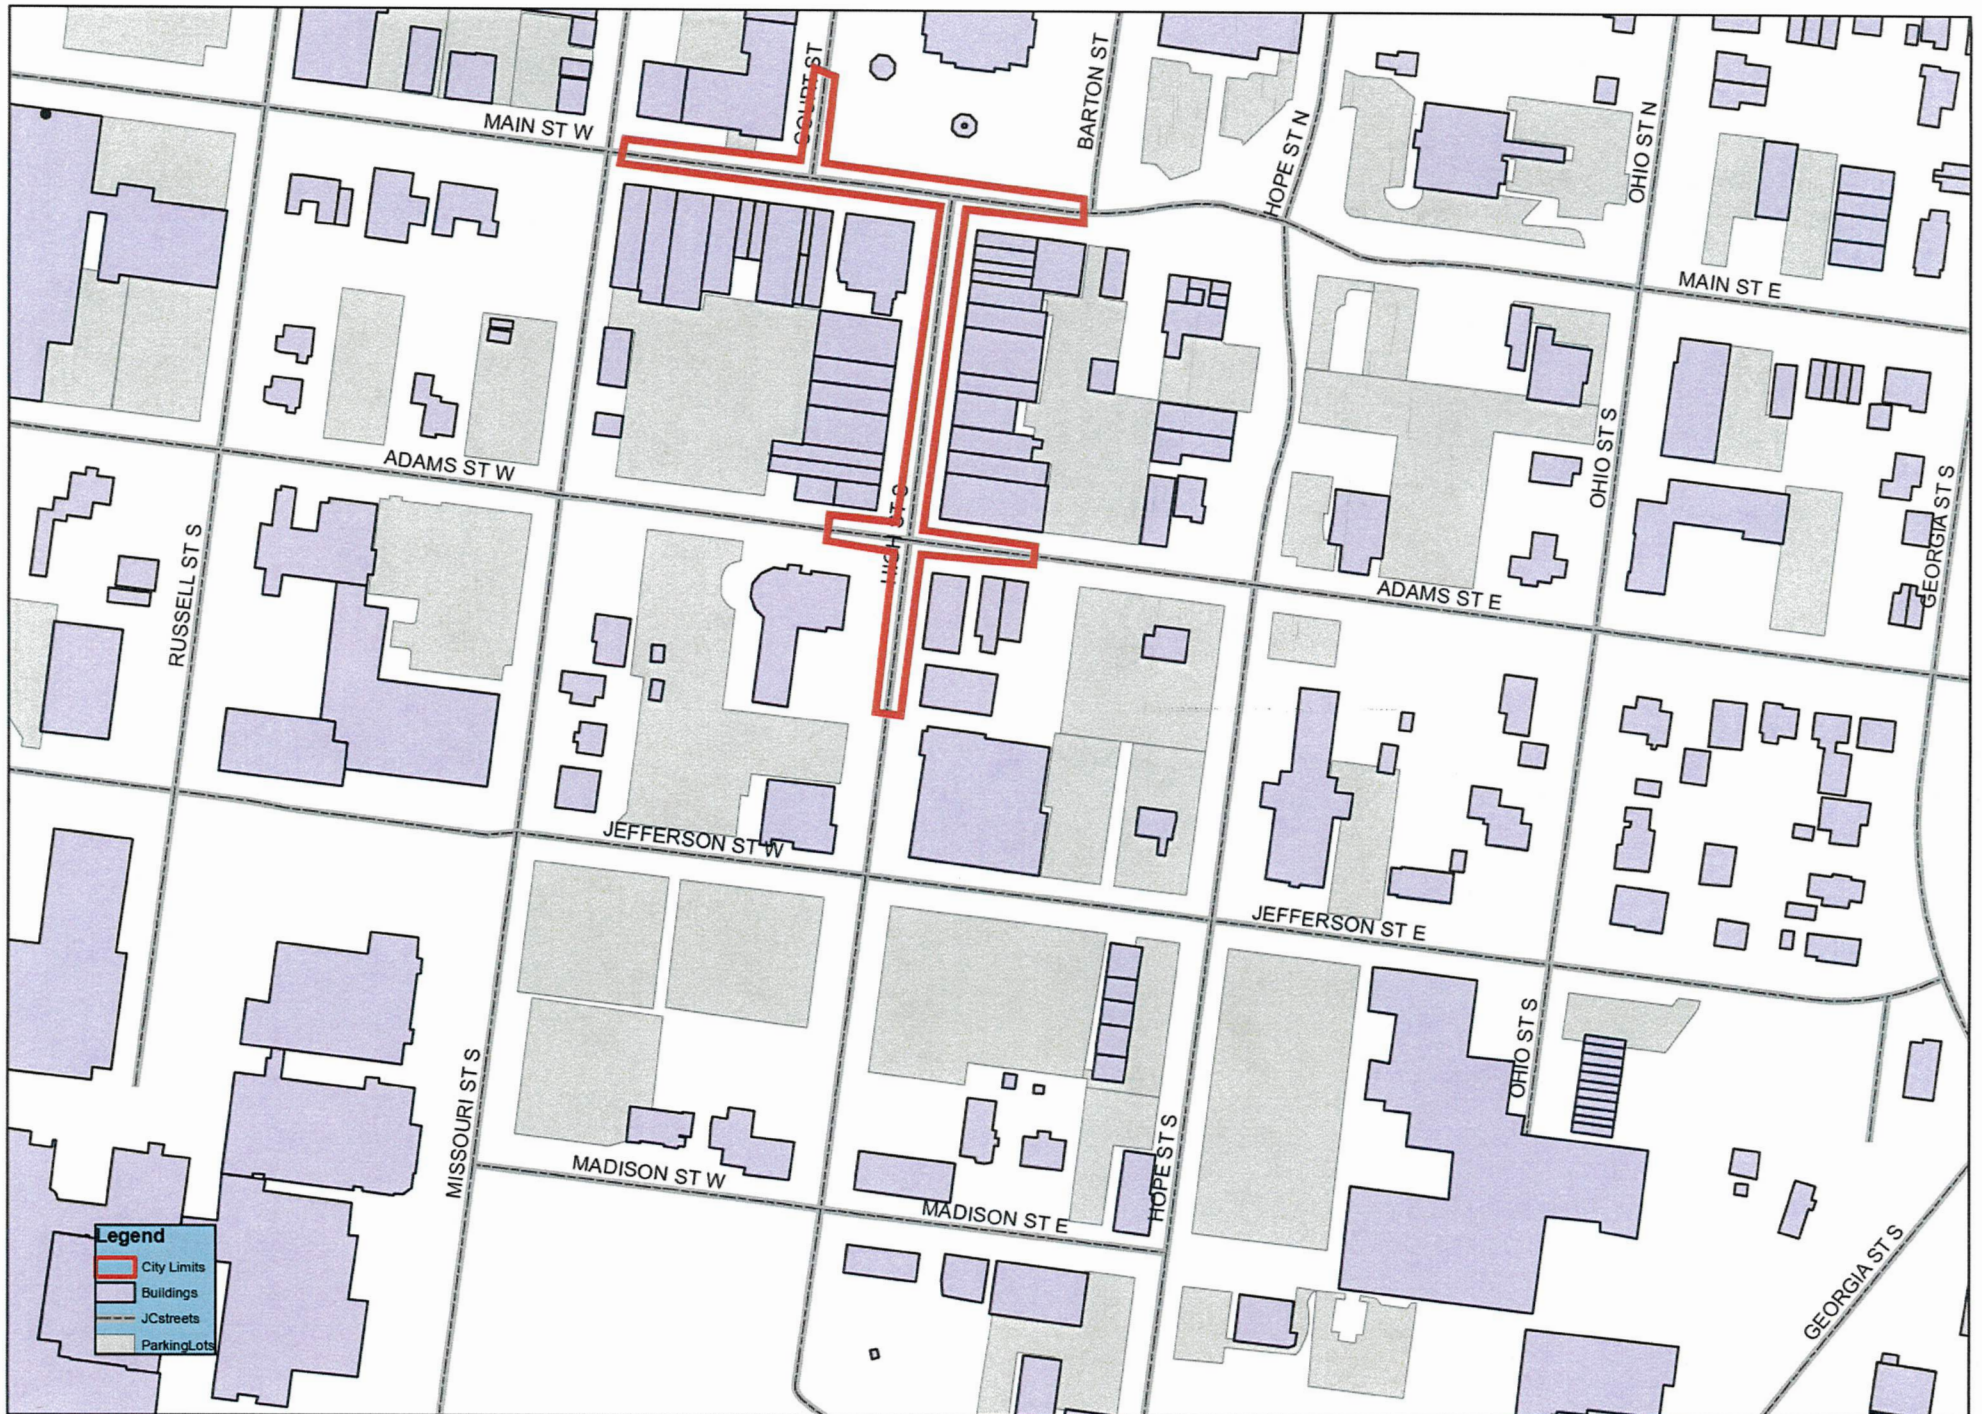 COURT ST
BARTON ST
MAIN ST W
HOPE ST N
OHIO ST N
MAIN ST E
ADAMS ST W
HIGH ST S
OHIO ST S
GEORGIA ST S
RUSSELL ST S
ADAMS ST E
JEFFERSON ST W
JEFFERSON ST E
MISSOURI ST S
OHIO ST S
MADISON ST W
HOPE ST S
MADISON ST E
GEORGIA ST S
Legend
City Limits
Buildings
JCstreets
ParkingLots